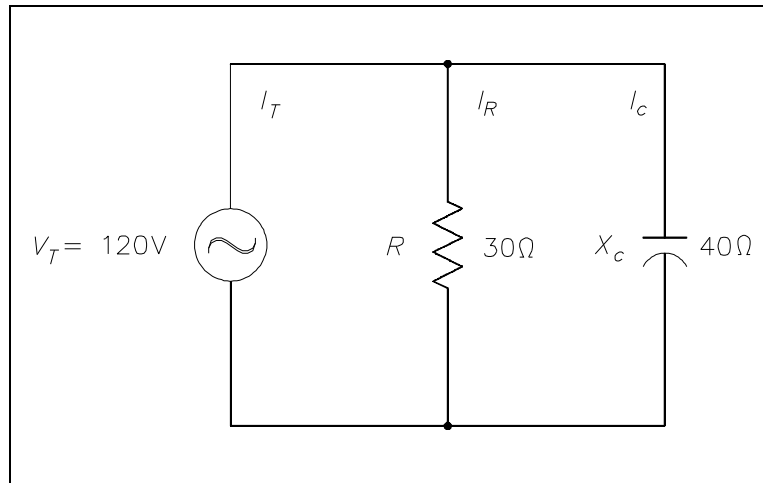 I_T
I_R
I_c
V_T = 120V
R
30Ω
X_c
40Ω